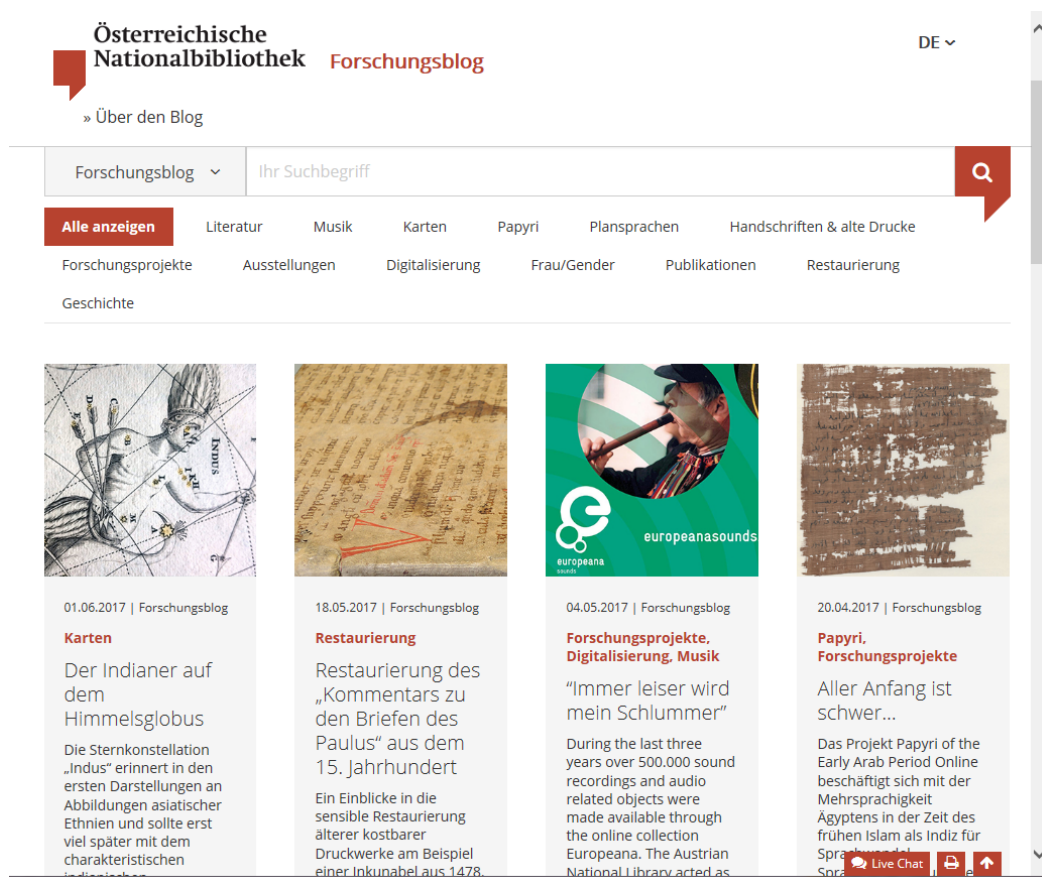 Österreichische
Nationalbibliothek
Forschungsblog
DE
» Über den Blog
Forschungsblog
Ihr Suchbegriff
Alle anzeigen Literatur Musik Karten Papyri Plansprachen Handschriften & alte Drucke
Forschungsprojekte Ausstellungen Digitalisierung Frau/Gender Publikationen Restaurierung
Geschichte
INDUS
01.06.2017 | Forschungsblog
Karten
Der Indianer auf
dem
Himmelsglobus
Die Sternkonstellation
„Indus“ erinnert in den
ersten Darstellungen an
Abbildungen asiatischer
Ethnien und sollte erst
viel später mit dem
charakteristischen
18.05.2017 | Forschungsblog
Restaurierung
Restaurierung des
„Kommentars zu
den Briefen des
Paulus“ aus dem
15. Jahrhundert
Ein Einblicke in die
sensible Restaurierung
älterer kostbarer
Druckwerke am Beispiel
einer Inkunabel aus 1478,
europeanasounds
europeana
sounds
04.05.2017 | Forschungsblog
Forschungsprojekte,
Digitalisierung, Musik
“Immer leiser wird
mein Schlummer”
During the last three
years over 500.000 sound
recordings and audio
related objects were
made available through
the online collection
Europeana. The Austrian
National Library acted as
20.04.2017 | Forschungsblog
Papyri,
Forschungsprojekte
Aller Anfang ist
schwer...
Das Projekt Papyri of the
Early Arab Period Online
beschäftigt sich mit der
Mehrsprachigkeit
Ägyptens in der Zeit des
frühen Islam als Indiz für
Live Chat